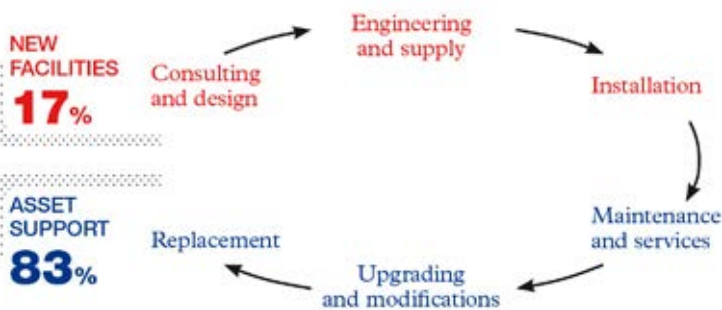 NEW
FACILITIES
17%
Consulting
and design
Engineering
and supply
Installation
ASSET
SUPPORT
83%
Replacement
Upgrading
and modifications
Maintenance
and services